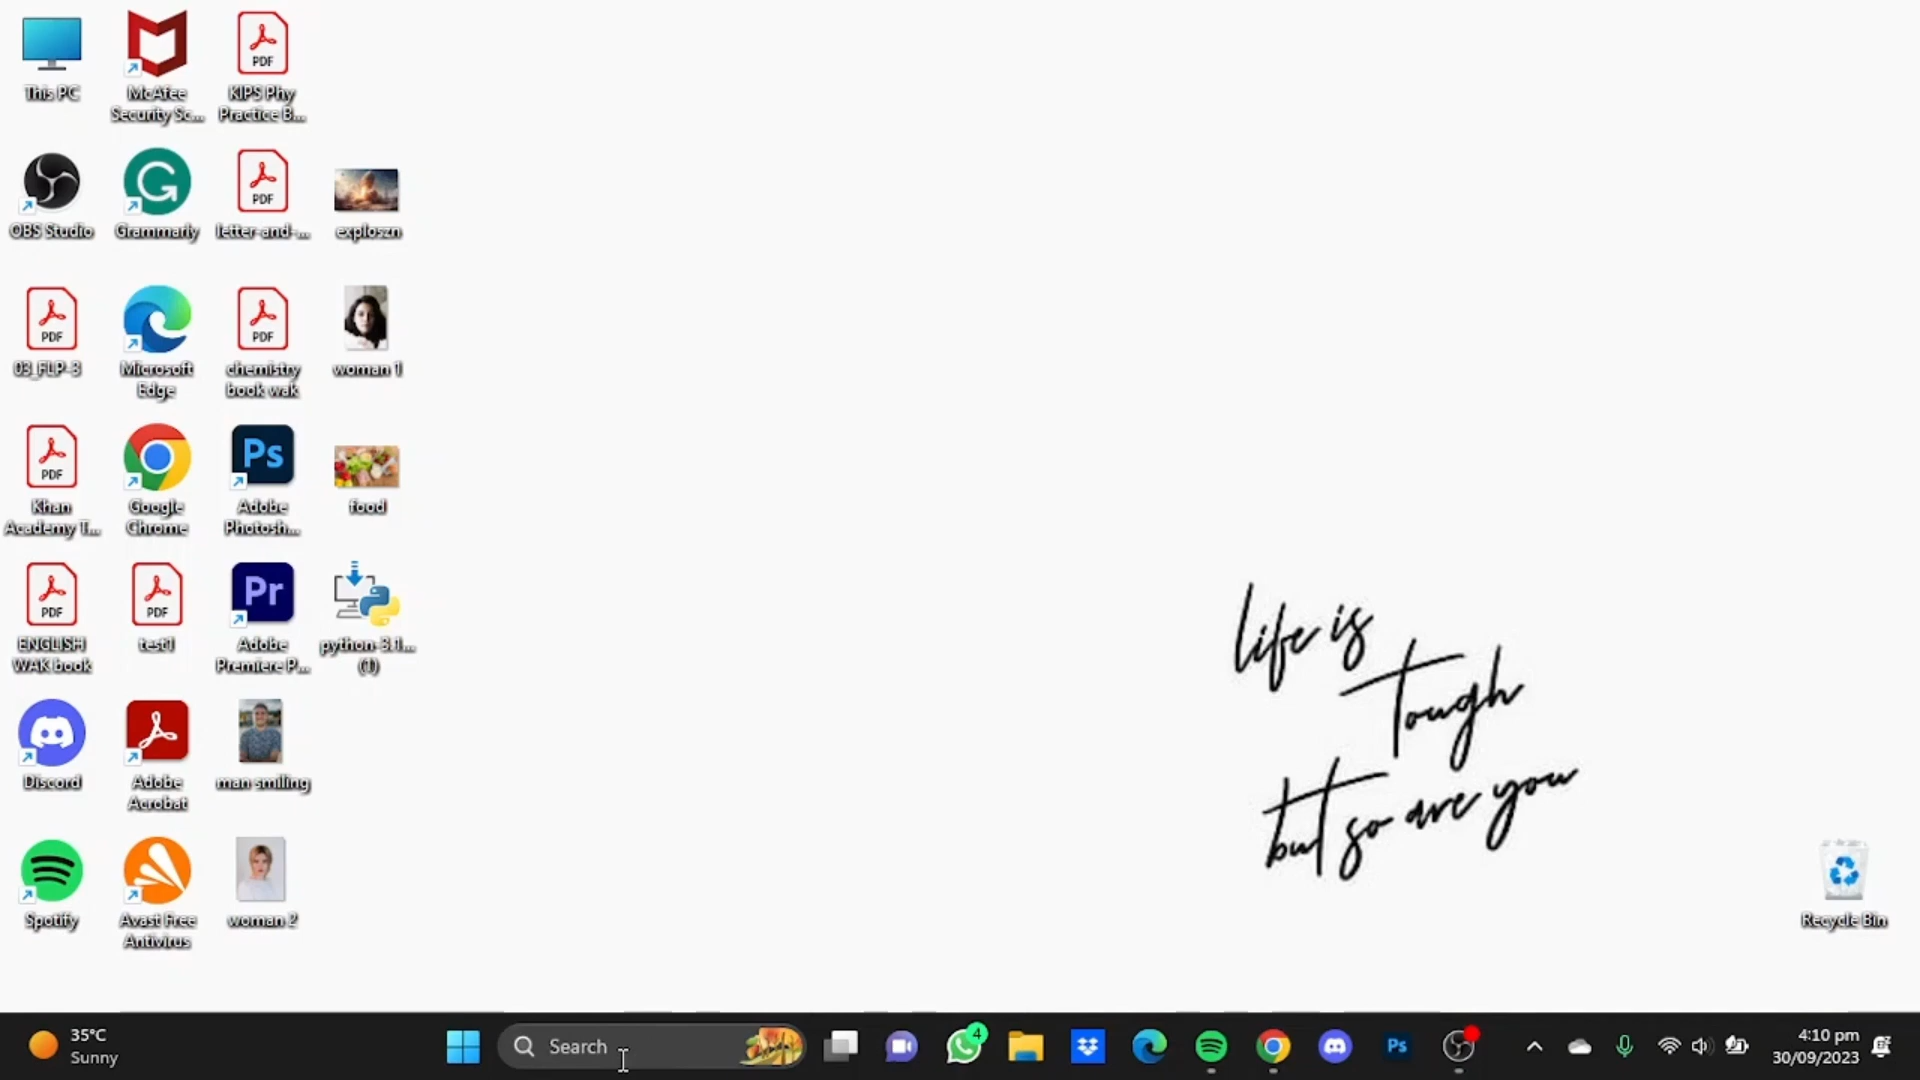 This PC
McAfee
Security Sc...
PDF
KIPS Phy
Practice B...
OBS Studio
Grammarly
PDF
letter-and-...
exploszn
PDF
03_FLP-3
Microsoft
Edge
PDF
chemistry
book wak
woman 1
PDF
Khan
Academy T...
Google
Chrome
Ps
Adobe
Photosh...
food
PDF
ENGLISH
WAK book
PDF
test1
Pr
Adobe
Premiere P...
python-3.1...
(1)
Discord
Adobe
Acrobat
man smiling
Spotify
Avast Free
Antivirus
woman 2
life is
tough
but so are you
Recycle Bin
35°C
Sunny
Search
4
Ps
4:10 pm
30/09/2023